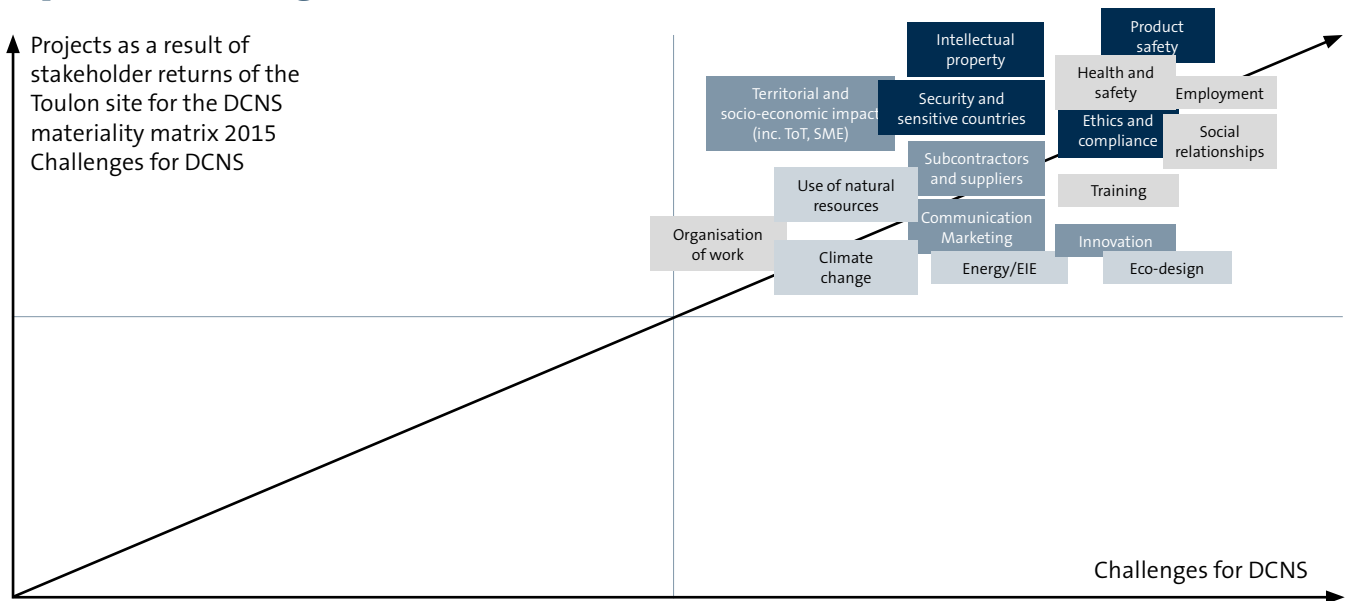 Projects as a result of
stakeholder returns of the
Toulon site for the DCNS
materiality matrix 2015
Challenges for DCNS
Intellectual
property
Product
safety
Health and
safety
Employment
Territorial and
socio-economic impact
(inc. ToT, SME)
Security and
sensitive countries
Ethics and
compliance
Social
relationships
Subcontractors
and suppliers
Use of natural
resources
Training
Communication
Marketing
Organisation
of work
Innovation
Climate
change
Energy/EIE
Eco-design
Challenges for DCNS